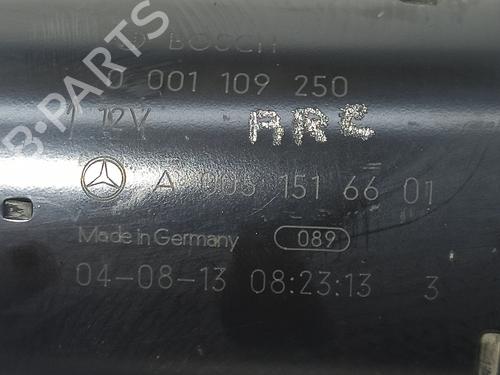 BOSCH
0 001 109 250
1 12V
ARC
A 005 151 66 01
Made in Germany 089
04-08-13 08:23:13 3
B-PARTS